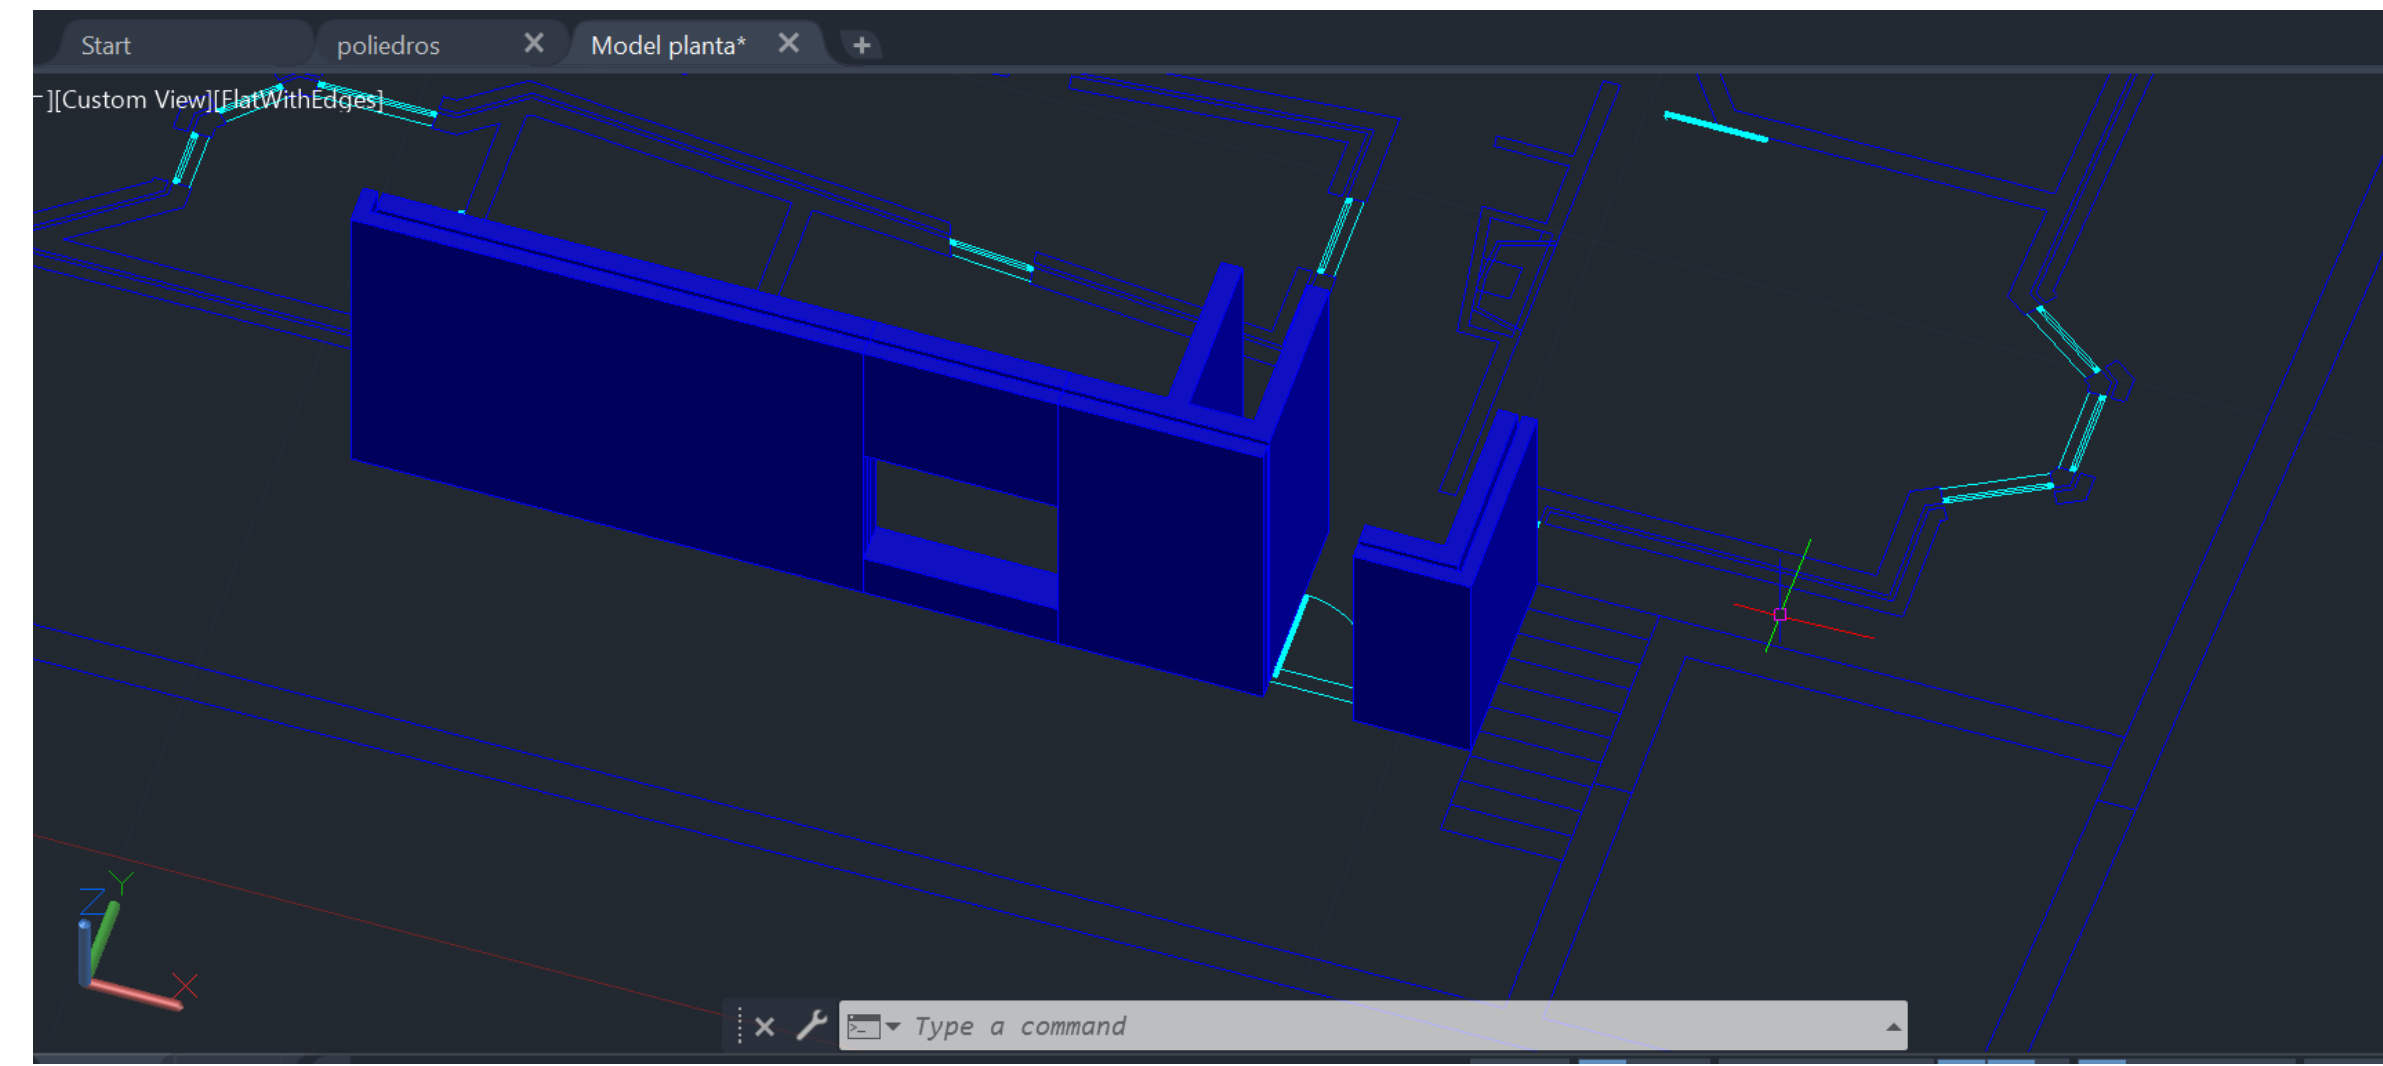 Start
poliedros
Model planta*
][Custom View][FlatWithEdges]
Z
Y
X
Type a command